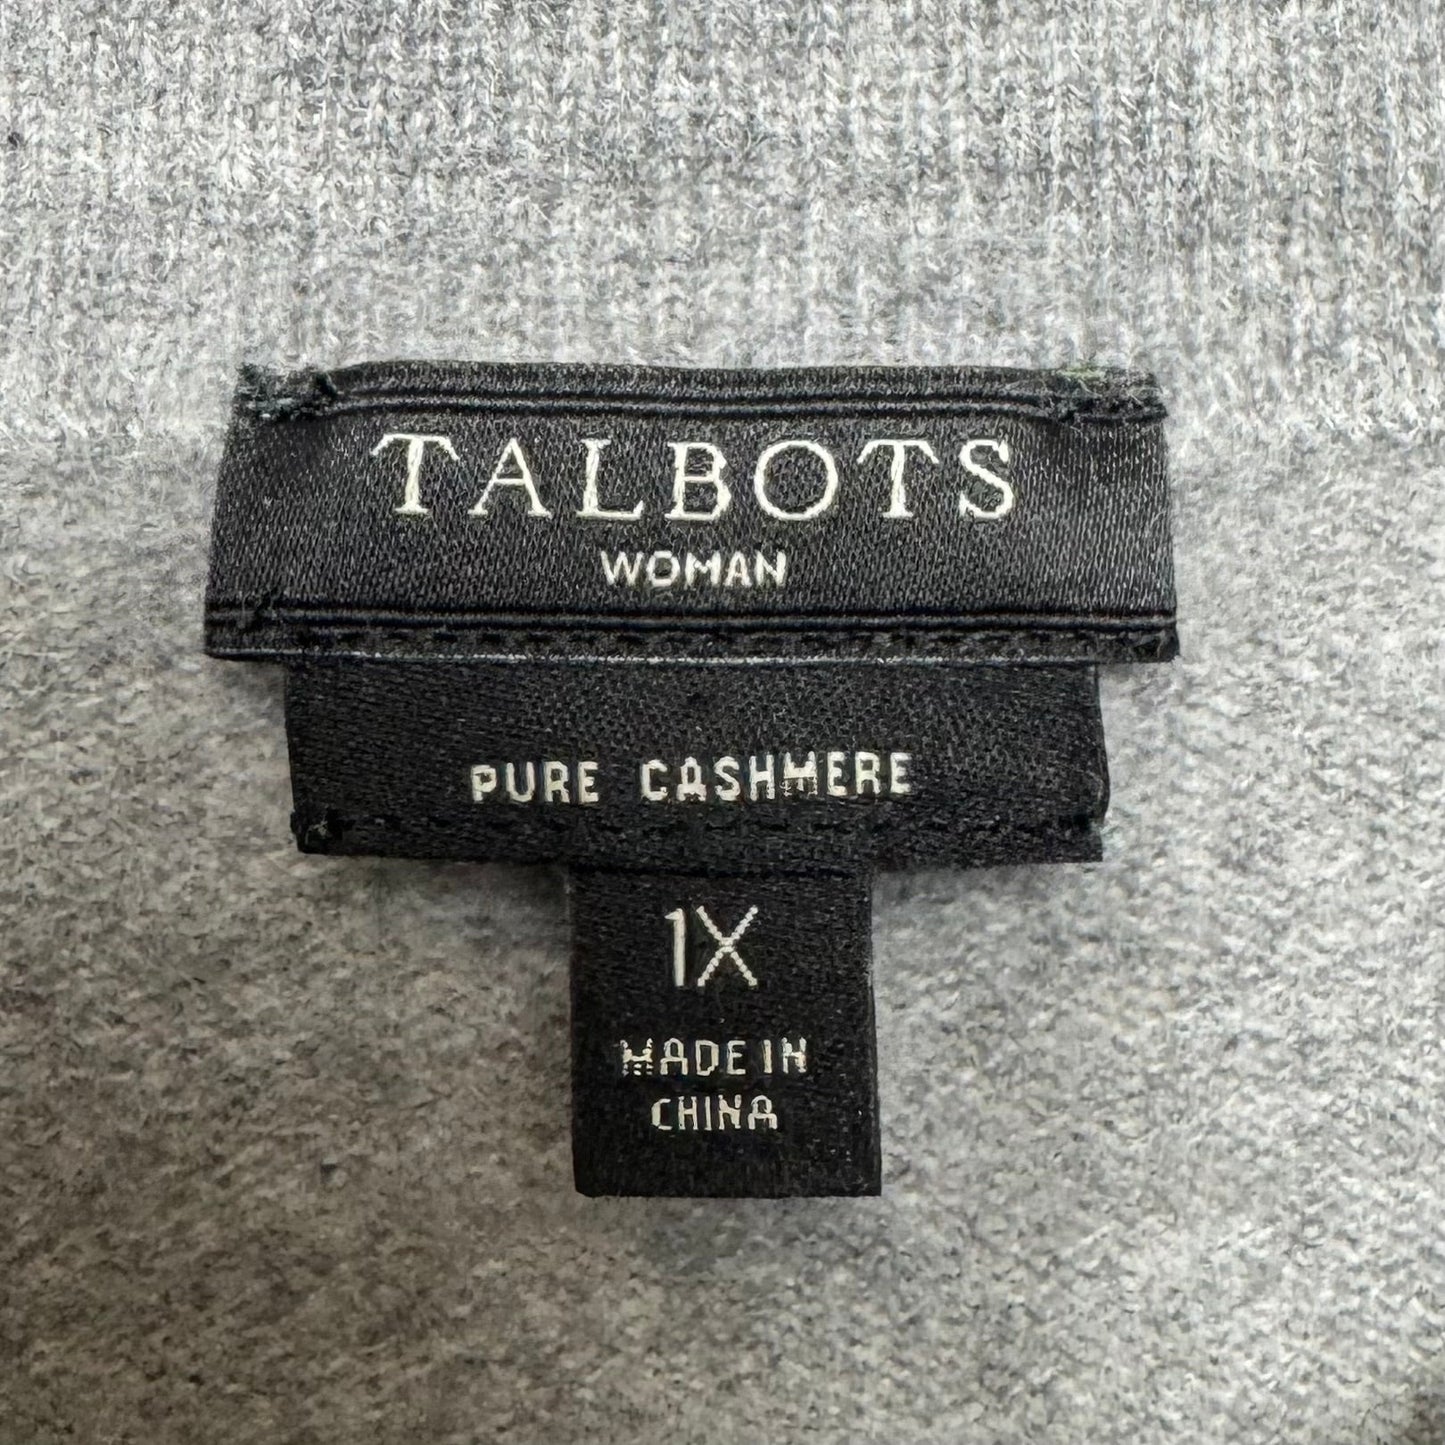 TALBOTS
WOMAN
PURE CASHMERE
1X
MADE IN
CHINA